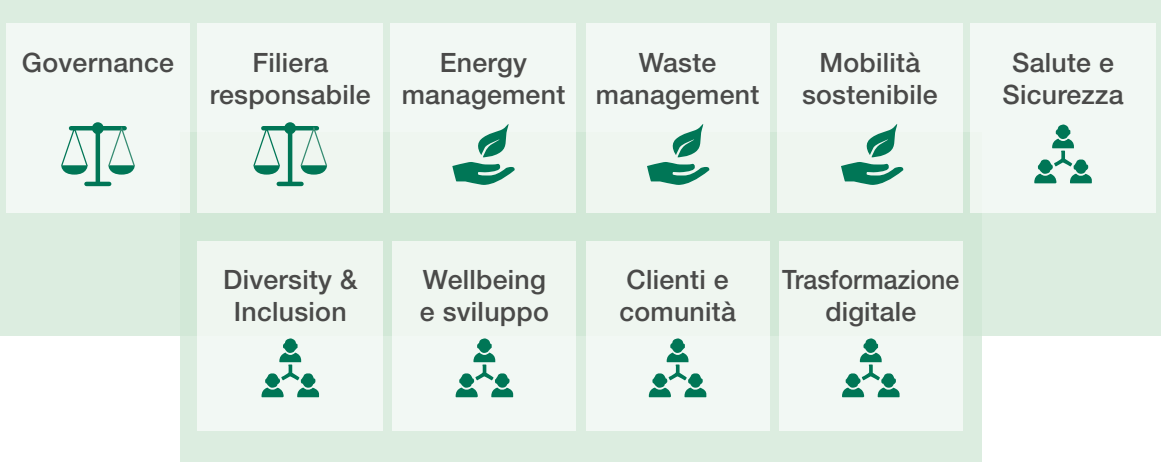 Governance
Filiera
responsabile
Energy
management
Waste
management
Mobilità
sostenibile
Salute e
Sicurezza
Diversity &
Inclusion
Wellbeing
e sviluppo
Clienti e
comunità
Trasformazione
digitale